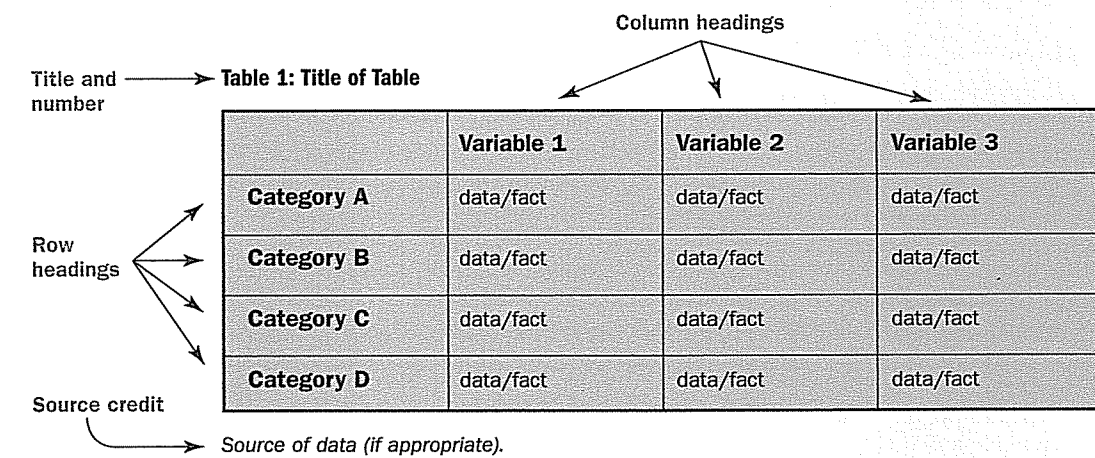 Column headings
Title and
number
Table 1: Title of Table
Variable 1 Variable 2 Variable 3
Category A data/fact data/fact data/fact
Row
headings
Category B data/fact data/fact data/fact
Category C data/fact data/fact data/fact
Category D data/fact data/fact data/fact
Source credit
Source of data (if appropriate).